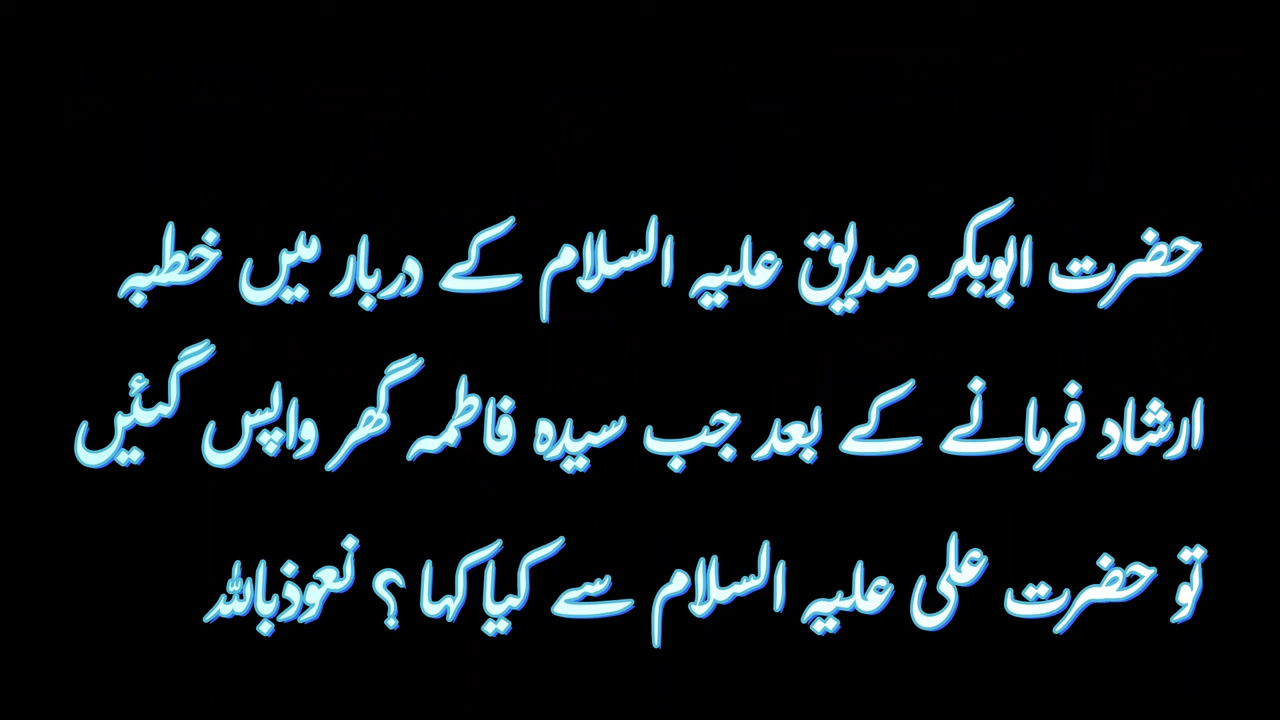 حضرت ابوبکر صدیق علیہ السلام کے دربار میں خطبہ
ارشاد فرمانے کے بعد جب سیدہ فاطمہ گھر واپس گئیں
تو حضرت علی علیہ السلام سے کیا کہا ؟ نعوذباللہ